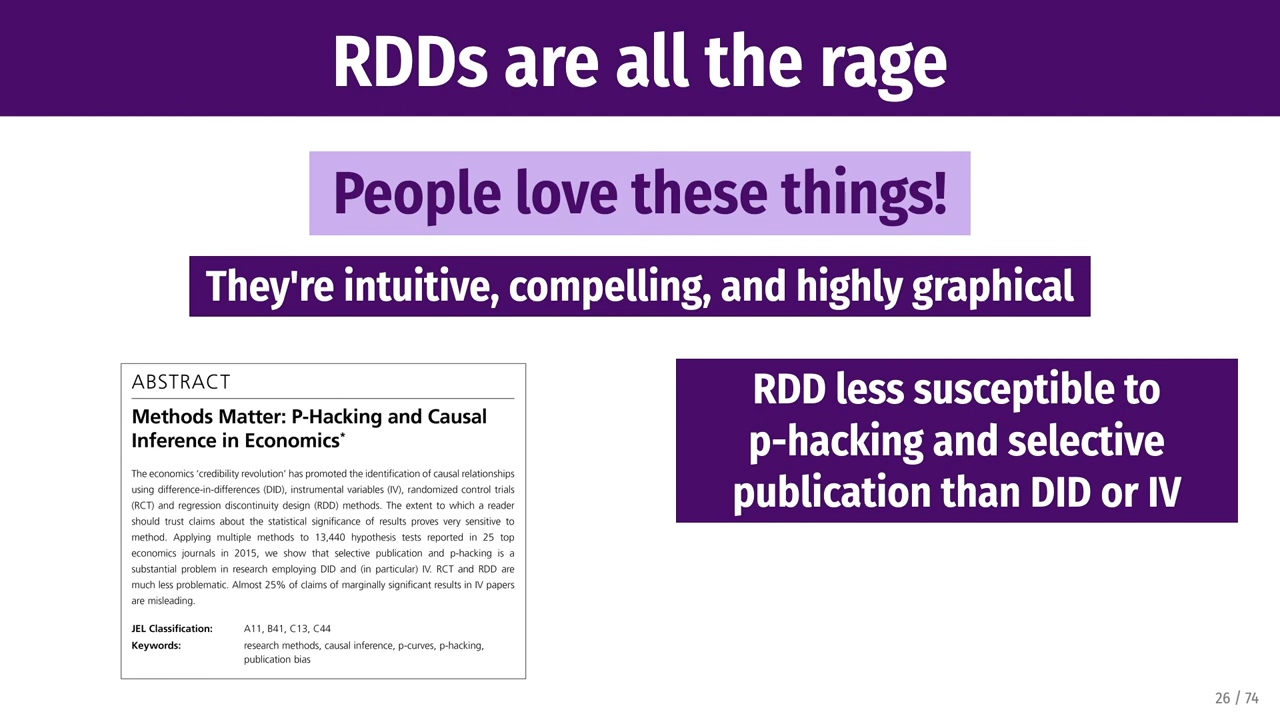 RDDs are all the rage
People love these things!
They're intuitive, compelling, and highly graphical
ABSTRACT
Methods Matter: P-Hacking and Causal
Inference in Economics*
The economics 'credibility revolution' has promoted the identification of causal relationships
using difference-in-differences (DID), instrumental variables (IV), randomized control trials
(RCT) and regression discontinuity design (RDD) methods. The extent to which a reader
should trust claims about the statistical significance of results proves very sensitive to
method. Applying multiple methods to 13,440 hypothesis tests reported in 25 top
economics journals in 2015, we show that selective publication and p-hacking is a
substantial problem in research employing DID and (in particular) IV. RCT and RDD are
much less problematic. Almost 25% of claims of marginally significant results in IV papers
are misleading.
JEL Classification: A11, B41, C13, C44
Keywords: research methods, causal inference, p-curves, p-hacking,
publication bias
RDD less susceptible to
p-hacking and selective
publication than DID or IV
26 / 74